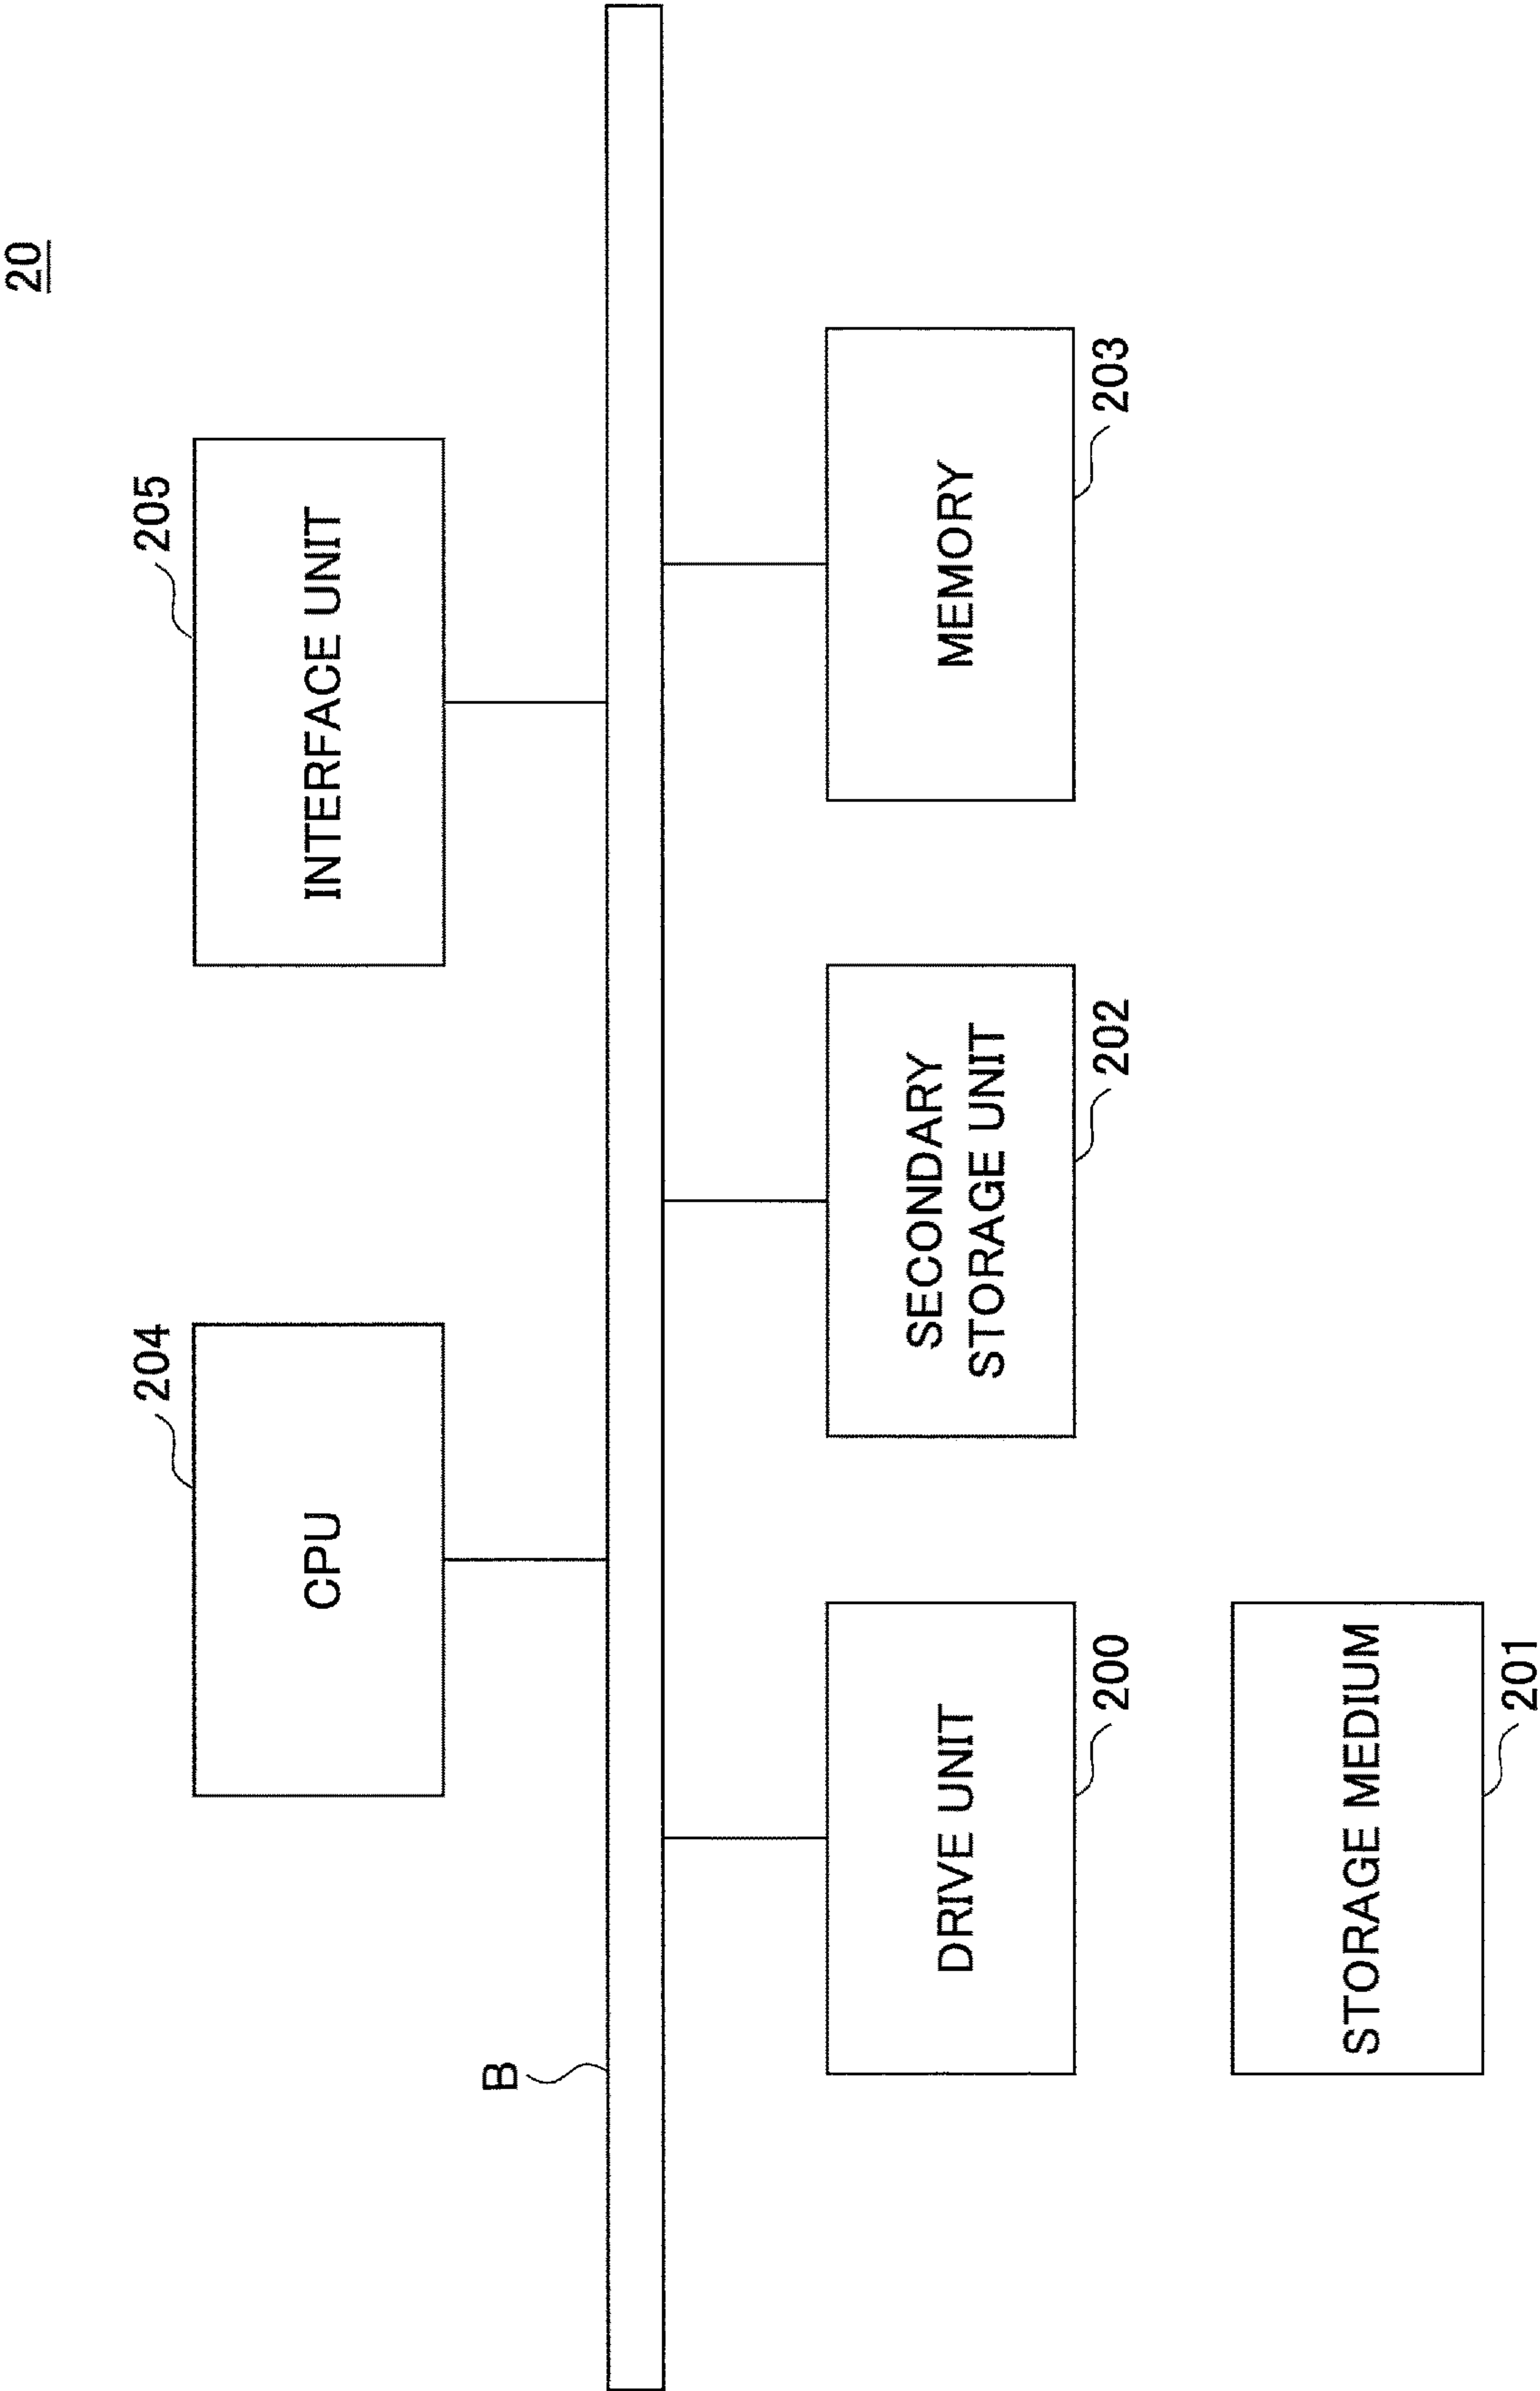 20
204
205
CPU
INTERFACE UNIT
B
DRIVE UNIT
SECONDARY
STORAGE UNIT
MEMORY
200
202
203
STORAGE MEDIUM
201